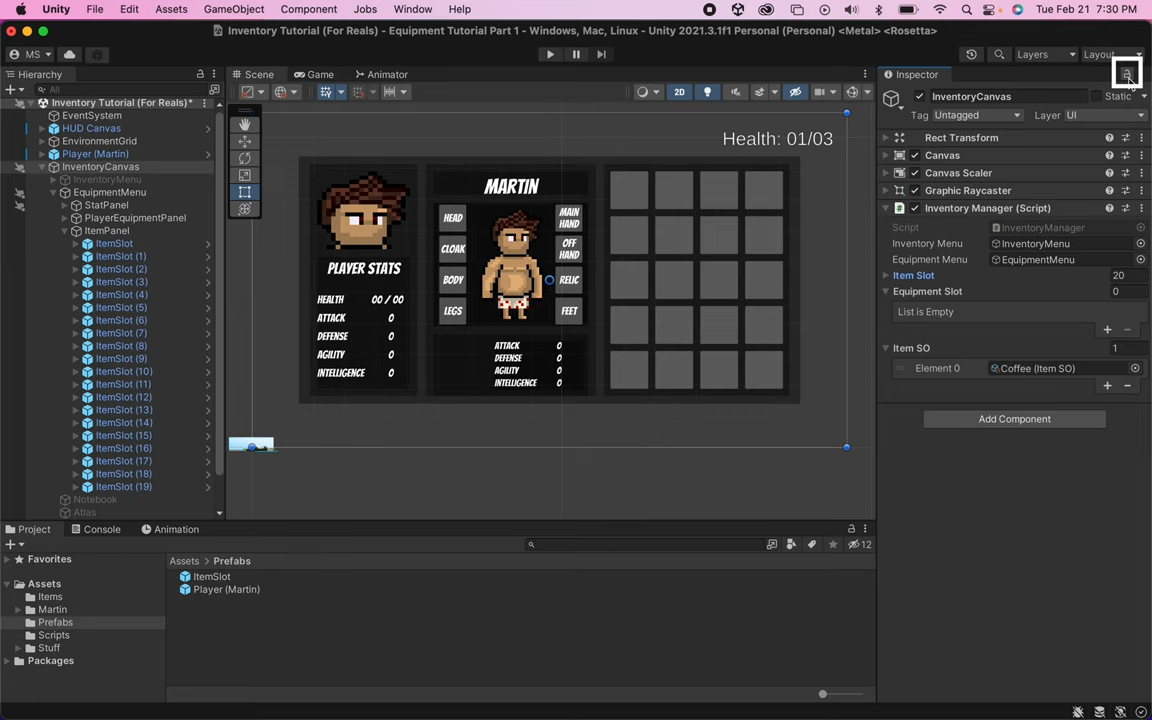 Unity File Edit Assets GameObject Component Jobs Window Help Tue Feb 21 7:30 PM
Inventory Tutorial (For Reals) - Equipment Tutorial Part 1 - Windows, Mac, Linux - Unity 2021.3.1f1 Personal (Personal) <Metal> <Rosetta>
MS Layers Layout
Hierarchy Scene Game Animator Inspector
All 2D InventoryCanvas Static
Inventory Tutorial (For Reals)*
EventSystem Tag Untagged Layer UI
HUD Canvas
EnvironmentGrid Health: 01/03 Rect Transform
Player (Martin) Canvas
InventoryCanvas Canvas Scaler
InventoryMenu
EquipmentMenu MARTIN Graphic Raycaster
StatPanel Inventory Manager (Script)
PlayerEquipmentPanel HEAD MAIN HAND Script InventoryManager
ItemPanel
ItemSlot CLOAK OFF HAND Inventory Menu InventoryMenu
ItemSlot (1) Equipment Menu EquipmentMenu
ItemSlot (2) PLAYER STATS Item Slot 20
ItemSlot (3) BODY RELIC Equipment Slot 0
ItemSlot (4) HEALTH 00 / 00 List is Empty
ItemSlot (5) LEGS FEET
ItemSlot (6) ATTACK 0
ItemSlot (7) DEFENSE 0
ItemSlot (8) ATTACK 0 Item SO 1
ItemSlot (9) AGILITY 0 DEFENSE 0
ItemSlot (10) INTELLIGENCE 0 AGILITY 0 Element 0 Coffee (Item SO)
ItemSlot (11) INTELLIGENCE 0
ItemSlot (12)
ItemSlot (13) Add Component
ItemSlot (14)
ItemSlot (15)
ItemSlot (16)
ItemSlot (17)
ItemSlot (18)
ItemSlot (19)
Notebook
Atlas
Project Console Animation
12
Favorites Assets > Prefabs
Assets ItemSlot
Items Player (Martin)
Martin
Prefabs
Scripts
Stuff
Packages